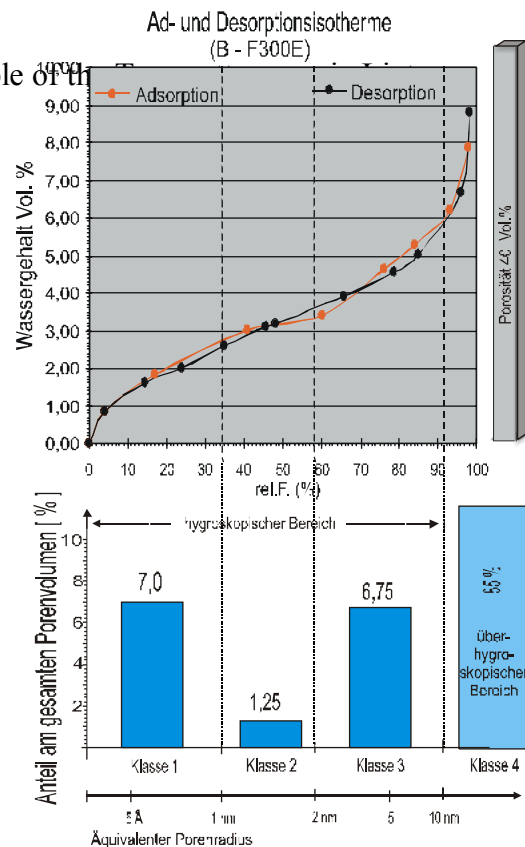 Ad- und Desorptionsisotherme
(B - F300E)
ole of th
10,00
9,00
8,00
7,00
6,00
5,00
4,00
3,00
2,00
1,00
0,00
Adsorption
Desorption
Wassergehalt Vol. %
0 10 20 30 40 50 60 70 80 90 100
rel.F. (%)
Porosität 40 Vol.%
hygroskopischer Bereich
Anteil am gesamten Porenvolumen [ % ]
10
8
6
4
2
7,0
1,25
6,75
%
über-
hygro-
skopischer
Bereich
Klasse 1 Klasse 2 Klasse 3 Klasse 4
5 Å 1 nm 2 nm 5 10 nm
Äquivalenter Porenradius